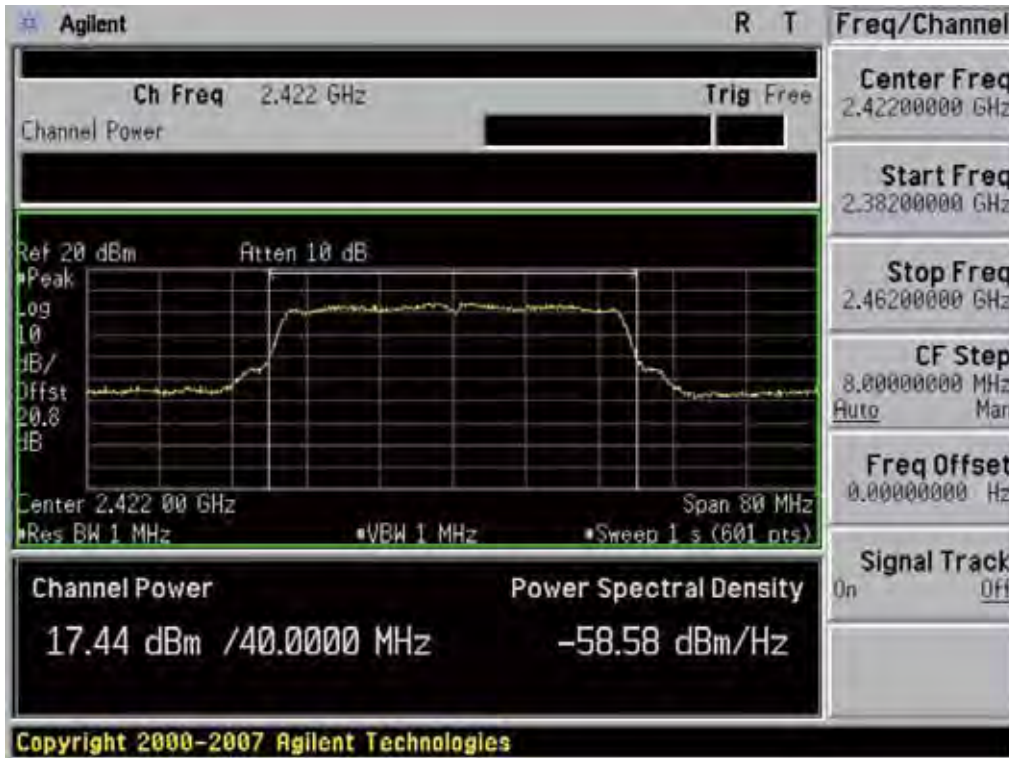 Agilent R T
Freq/Channel
Ch Freq 2.422 GHz Trig Free
Channel Power
Center Freq
2.42200000 GHz
Start Freq
2.38200000 GHz
Stop Freq
2.46200000 GHz
CF Step
8.00000000 MHz
Auto Man
Freq Offset
0.00000000 Hz
Signal Track
On Off
Ref 20 dBm Atten 10 dB
Peak
Log
10
dB/
Offst
20.8
dB
Center 2.422 00 GHz Span 80 MHz
Res BW 1 MHz VBW 1 MHz Sweep 1 s (601 pts)
Channel Power Power Spectral Density
17.44 dBm /40.0000 MHz -58.58 dBm/Hz
Copyright 2000-2007 Agilent Technologies